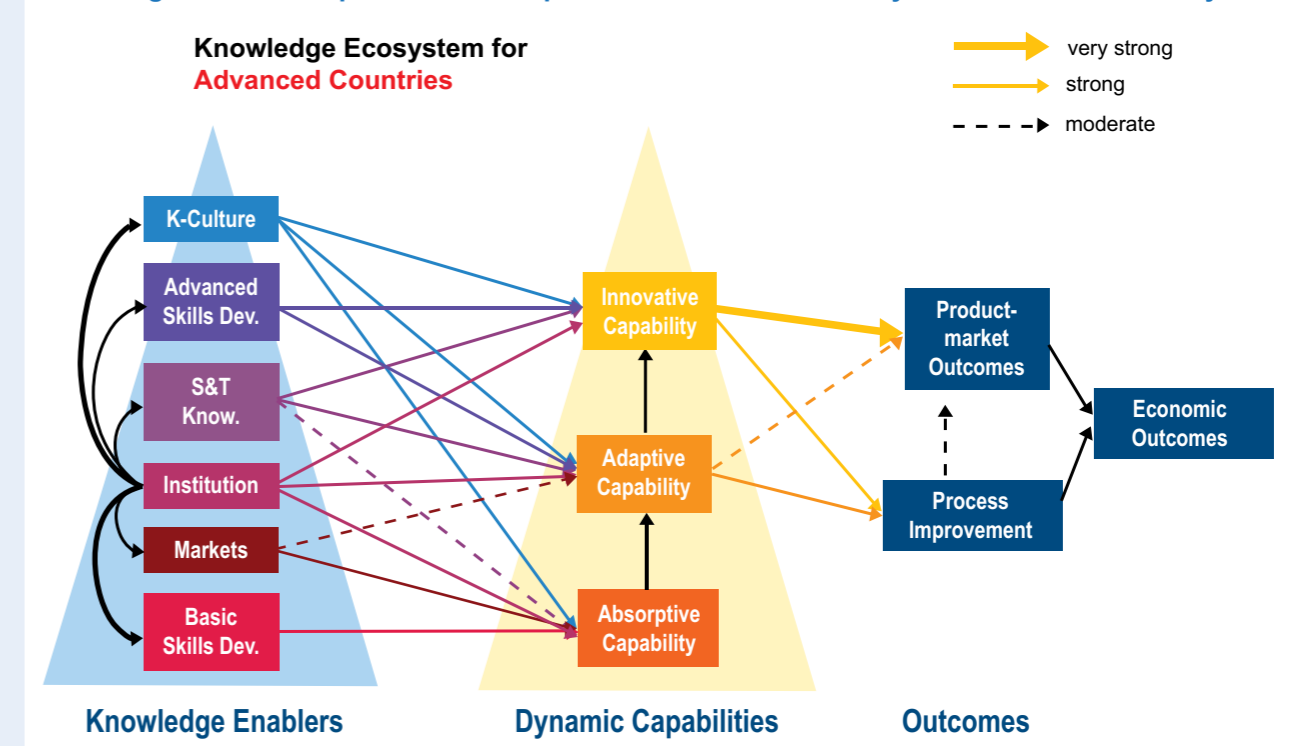 Knowledge Ecosystem for
Advanced Countries
very strong
strong
moderate
K-Culture
Advanced
Skills Dev.
S&T
Know.
Institution
Markets
Basic
Skills Dev.
Innovative
Capability
Adaptive
Capability
Absorptive
Capability
Product-
market
Outcomes
Process
Improvement
Economic
Outcomes
Knowledge Enablers
Dynamic Capabilities
Outcomes